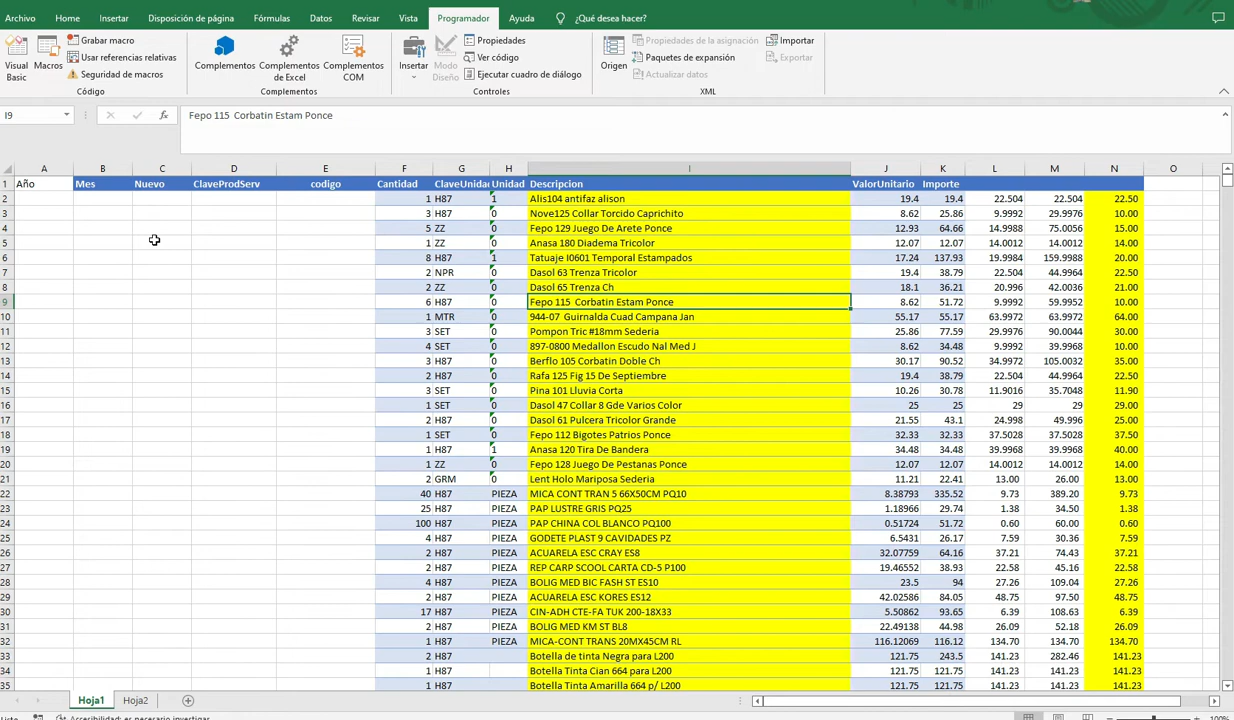 Archivo Home Insertar Disposición de página Fórmulas Datos Revisar Vista Programador Ayuda ¿Qué desea hacer?
Visual Basic
Macros
Grabar macro
Usar referencias relativas
Seguridad de macros
Código
Complementos
Complementos de Excel
Complementos COM
Complementos
Insertar
Modo Diseño
Propiedades
Ver código
Ejecutar cuadro de diálogo
Controles
Origen
Propiedades de la asignación
Paquetes de expansión
Actualizar datos
Importar
Exportar
XML
I9 fx Fepo 115 Corbatin Estam Ponce
A B C D E F G H I J K L M N O
1 Año Mes Nuevo ClaveProdServ codigo Cantidad ClaveUnidad Unidad Descripcion ValorUnitario Importe
2 1 H87 1 Alis104 antifaz alison 19.4 19.4 22.504 22.504 22.50
3 3 H87 0 Nove125 Collar Torcido Caprichito 8.62 25.86 9.9992 29.9976 10.00
4 5 ZZ 0 Fepo 129 Juego De Arete Ponce 12.93 64.66 14.9988 75.0056 15.00
5 1 ZZ 0 Anasa 180 Diadema Tricolor 12.07 12.07 14.0012 14.0012 14.00
6 8 H87 1 Tatuaje I0601 Temporal Estampados 17.24 137.93 19.9984 159.9988 20.00
7 2 NPR 0 Dasol 63 Trenza Tricolor 19.4 38.79 22.504 44.9964 22.50
8 2 ZZ 0 Dasol 65 Trenza Ch 18.1 36.21 20.996 42.0036 21.00
9 6 H87 0 Fepo 115 Corbatin Estam Ponce 8.62 51.72 9.9992 59.9952 10.00
10 1 MTR 0 944-07 Guirnalda Cuad Campana Jan 55.17 55.17 63.9972 63.9972 64.00
11 3 SET 0 Pompon Tric #18mm Sederia 25.86 77.59 29.9976 90.0044 30.00
12 4 SET 0 897-0800 Medallon Escudo Nal Med J 8.62 34.48 9.9992 39.9968 10.00
13 3 H87 0 Berflo 105 Corbatin Doble Ch 30.17 90.52 34.9972 105.0032 35.00
14 2 H87 0 Rafa 125 Fig 15 De Septiembre 19.4 38.79 22.504 44.9964 22.50
15 3 SET 0 Pina 101 Lluvia Corta 10.26 30.78 11.9016 35.7048 11.90
16 1 SET 0 Dasol 47 Collar 8 Gde Varios Color 25 25 29 29 29.00
17 2 H87 0 Dasol 61 Pulcera Tricolor Grande 21.55 43.1 24.998 49.996 25.00
18 1 SET 0 Fepo 112 Bigotes Patrios Ponce 32.33 32.33 37.5028 37.5028 37.50
19 1 H87 1 Anasa 120 Tira De Bandera 34.48 34.48 39.9968 39.9968 40.00
20 1 ZZ 0 Fepo 128 Juego De Pestanas Ponce 12.07 12.07 14.0012 14.0012 14.00
21 2 GRM 0 Lent Holo Mariposa Sederia 11.21 22.41 13.00 26.00 13.00
22 40 H87 PIEZA MICA CONT TRAN 5 66X50CM PQ10 8.38793 335.52 9.73 389.20 9.73
23 25 H87 PIEZA PAP LUSTRE GRIS PQ25 1.18966 29.74 1.38 34.50 1.38
24 100 H87 PIEZA PAP CHINA COL BLANCO PQ100 0.51724 51.72 0.60 60.00 0.60
25 4 H87 PIEZA GODETE PLAST 9 CAVIDADES PZ 6.5431 26.17 7.59 30.36 7.59
26 2 H87 PIEZA ACUARELA ESC CRAY ES8 32.07759 64.16 37.21 74.43 37.21
27 2 H87 PIEZA REP CARP SCOOL CARTA CD-5 P100 19.46552 38.93 22.58 45.16 22.58
28 4 H87 PIEZA BOLIG MED BIC FASH ST ES10 23.5 94 27.26 109.04 27.26
29 2 H87 PIEZA ACUARELA ESC KORES ES12 42.02586 84.05 48.75 97.50 48.75
30 17 H87 PIEZA CIN-ADH CTE-FA TUK 200-18X33 5.50862 93.65 6.39 108.63 6.39
31 2 H87 PIEZA BOLIG MED KM ST BL8 22.49138 44.98 26.09 52.18 26.09
32 1 H87 PIEZA MICA-CONT TRANS 20MX45CM RL 116.12069 116.12 134.70 134.70 134.70
33 2 H87 Botella de tinta Negra para L200 121.75 243.5 141.23 282.46 141.23
34 1 H87 Botella Tinta Cian 664 para L200 121.75 121.75 141.23 141.23 141.23
35 1 H87 Botella Tinta Amarilla 664 p/ L200 121.75 121.75 141.23 141.23 141.23
Hoja1 Hoja2
Listo Accesibilidad: es necesario investigar 100%